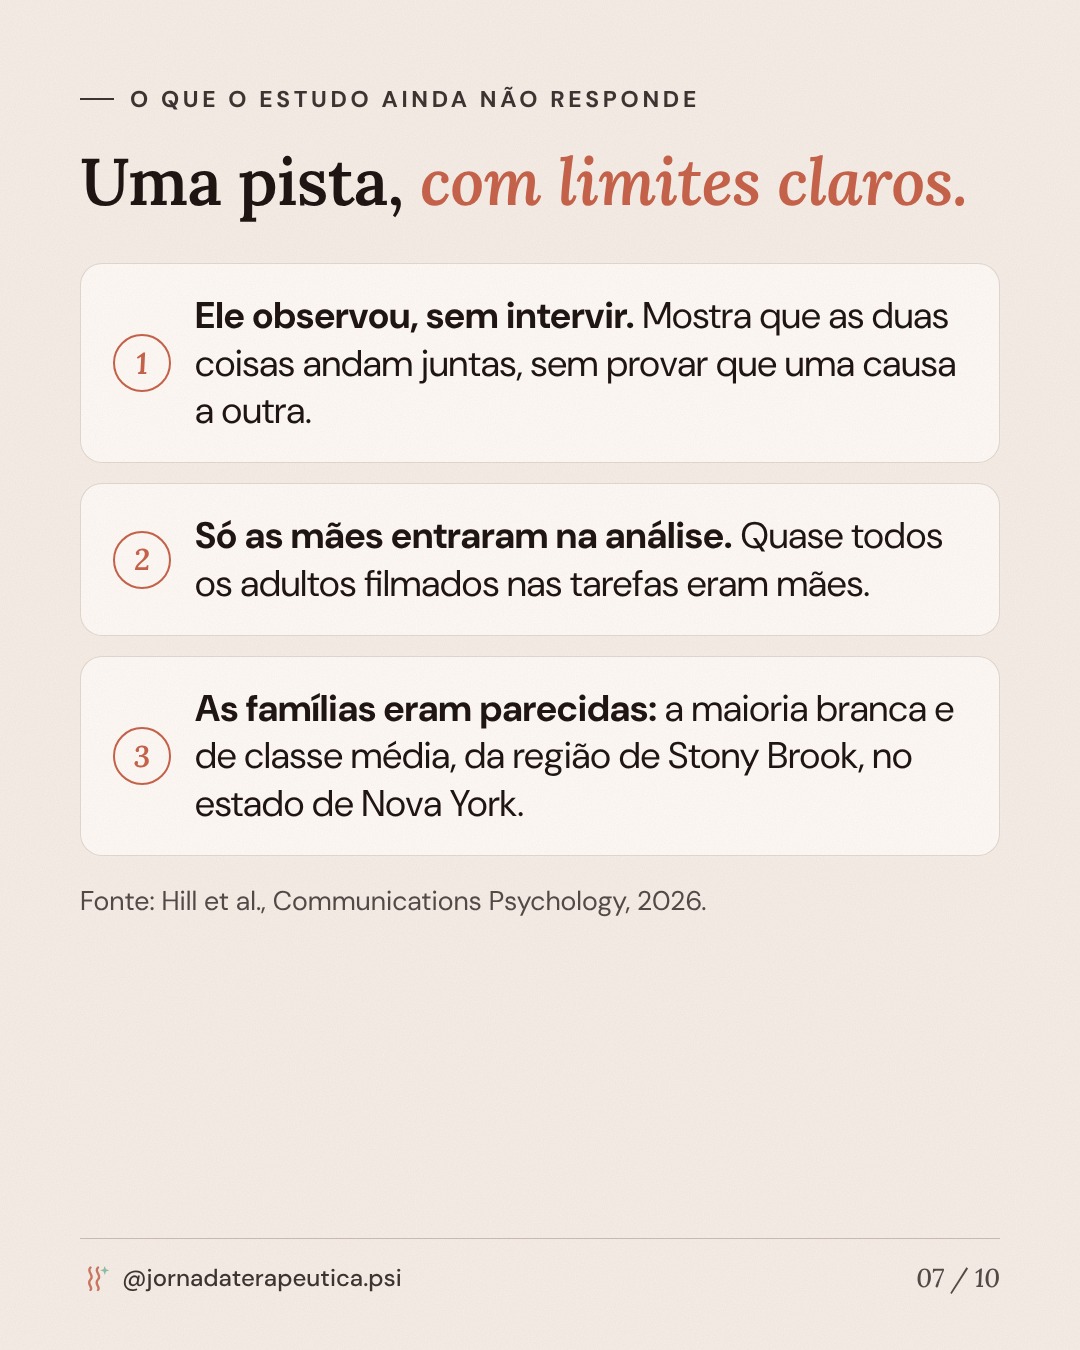 O QUE O ESTUDO AINDA NÃO RESPONDE
Uma pista, com limites claros.
1
Ele observou, sem intervir. Mostra que as duas
coisas andam juntas, sem provar que uma causa
a outra.
2
Só as mães entraram na análise. Quase todos
os adultos filmados nas tarefas eram mães.
3
As famílias eram parecidas: a maioria branca e
de classe média, da região de Stony Brook, no
estado de Nova York.
Fonte: Hill et al., Communications Psychology, 2026.
@jornadaterapeutica.psi
07 / 10